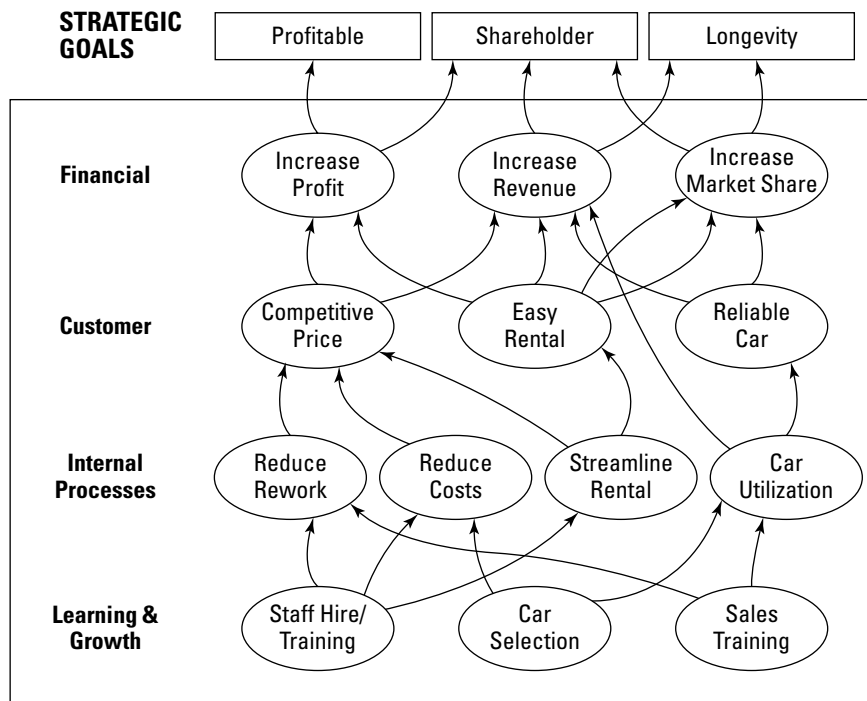 STRATEGIC
GOALS
Profitable
Shareholder
Longevity
Financial
Increase
Profit
Increase
Revenue
Increase
Market Share
Customer
Competitive
Price
Easy
Rental
Reliable
Car
Internal
Processes
Reduce
Rework
Reduce
Costs
Streamline
Rental
Car
Utilization
Learning &
Growth
Staff Hire/
Training
Car
Selection
Sales
Training